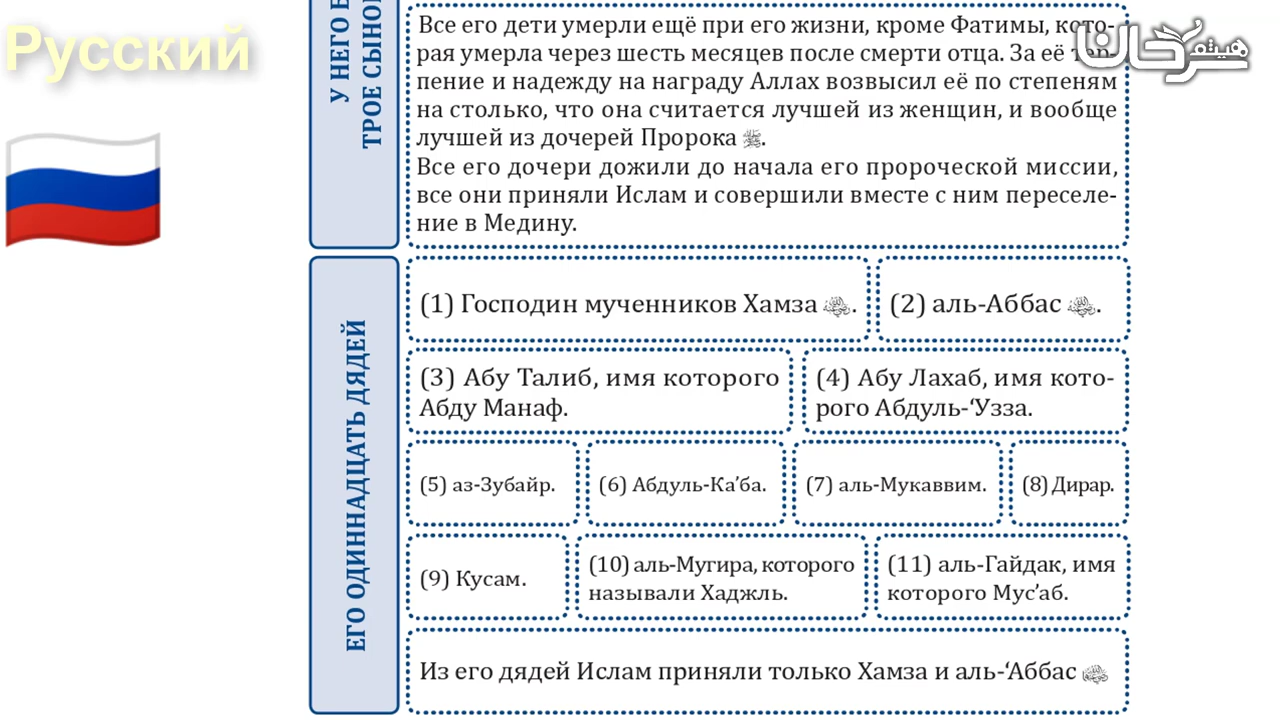 Русский
هيتو سرحان
У НЕГО Б
ТРОЕ СЫНО
Все его дети умерли ещё при его жизни, кроме Фатимы, кото-
рая умерла через шесть месяцев после смерти отца. За её тер-
пение и надежду на награду Аллах возвысил её по степеням
на столько, что она считается лучшей из женщин, и вообще
лучшей из дочерей Пророка ﷺ.
Все его дочери дожили до начала его пророческой миссии,
все они приняли Ислам и совершили вместе с ним переселе-
ние в Медину.
ЕГО ОДИННАДЦАТЬ ДЯДЕЙ
(1) Господин мученников Хамза .
(2) аль-Аббас .
(3) Абу Талиб, имя которого
Абду Манаф.
(4) Абу Лахаб, имя кото-
рого Абдуль-‘Узза.
(5) аз-Зубайр.
(6) Абдуль-Ка’ба.
(7) аль-Мукаввим.
(8) Дирар.
(9) Кусам.
(10) аль-Мугира, которого
называли Хаджль.
(11) аль-Гайдак, имя
которого Мус’аб.
Из его дядей Ислам приняли только Хамза и аль-‘Аббас